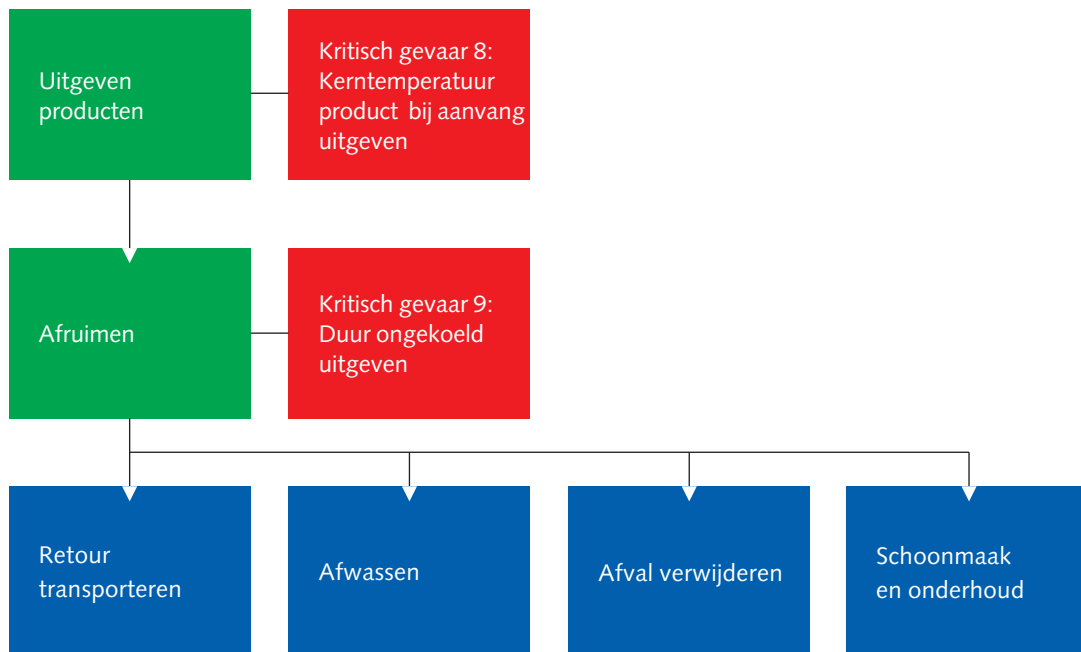 Uitgeven
producten
Kritisch gevaar 8:
Kerntemperatuur
product bij aanvang
uitgeven
Afruimen
Kritisch gevaar 9:
Duur ongekoeld
uitgeven
Retour
transporteren
Afwassen
Afval verwijderen
Schoonmaak
en onderhoud